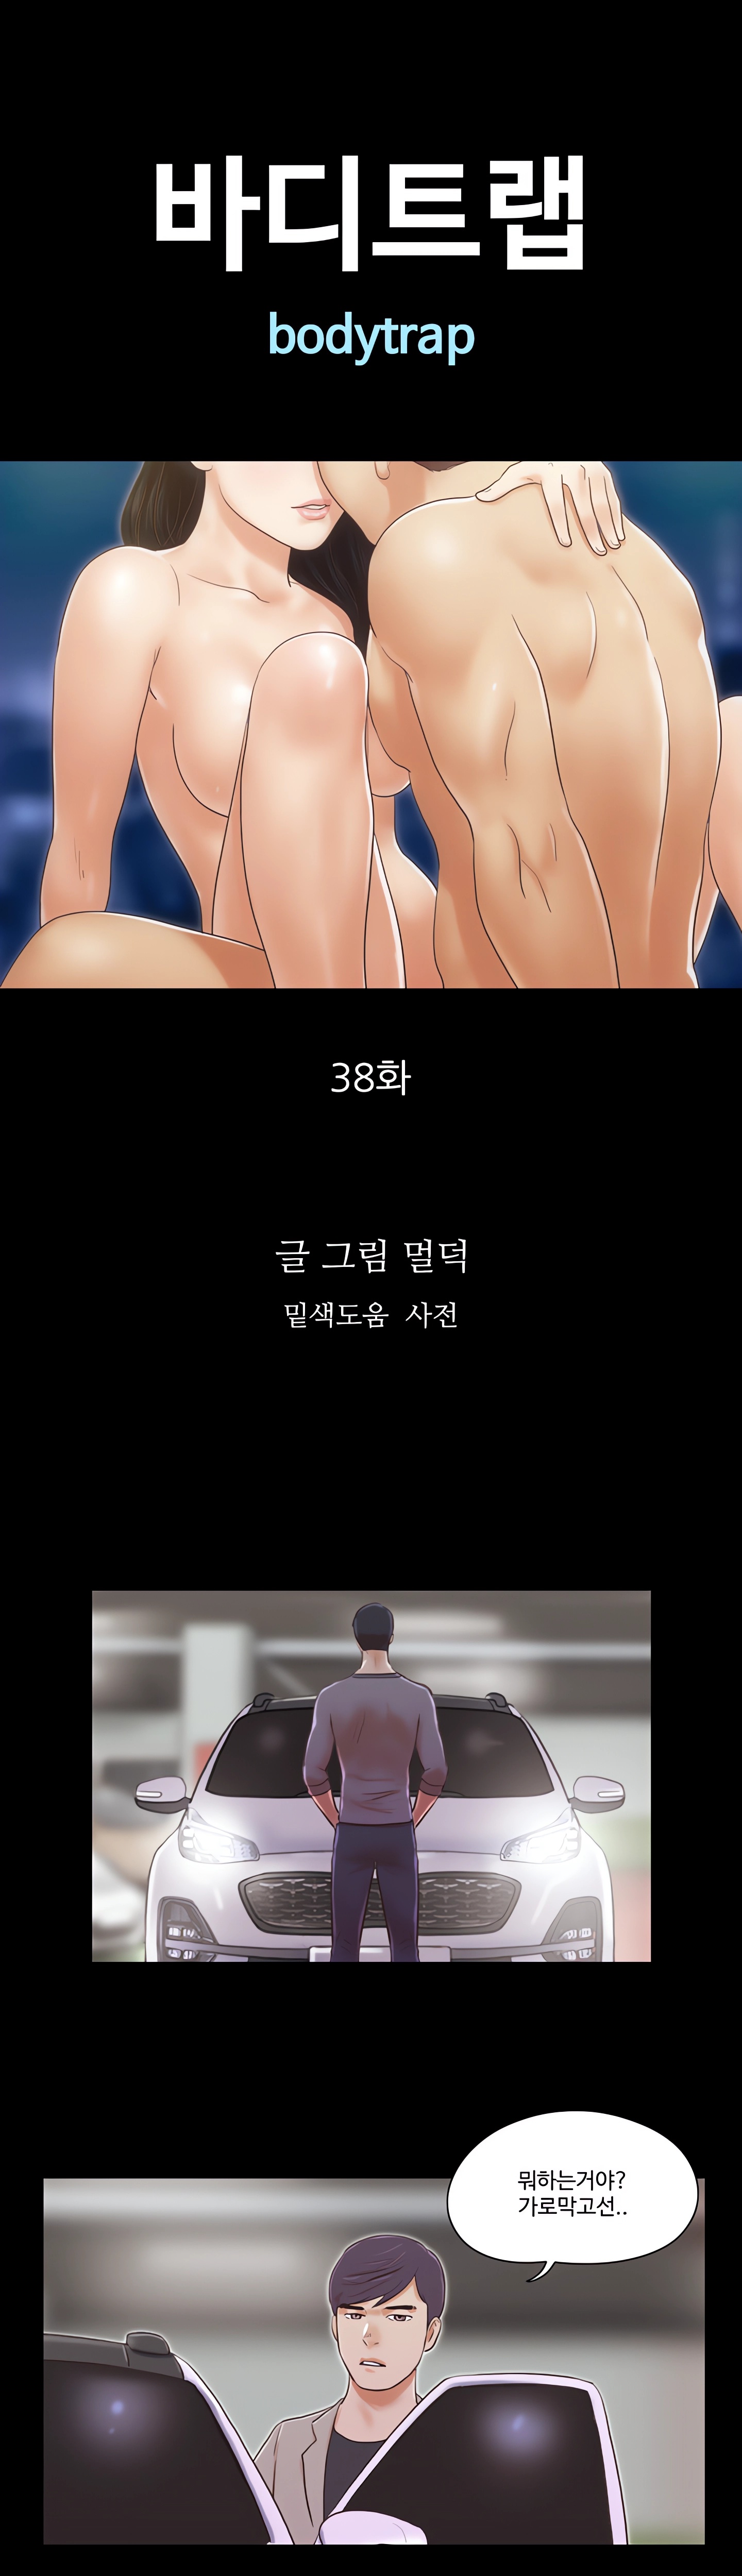 바디트랩
bodytrap
38화
글 그림 멀덕
밑색도움 사전
뭐하는거야?
가로막고선..